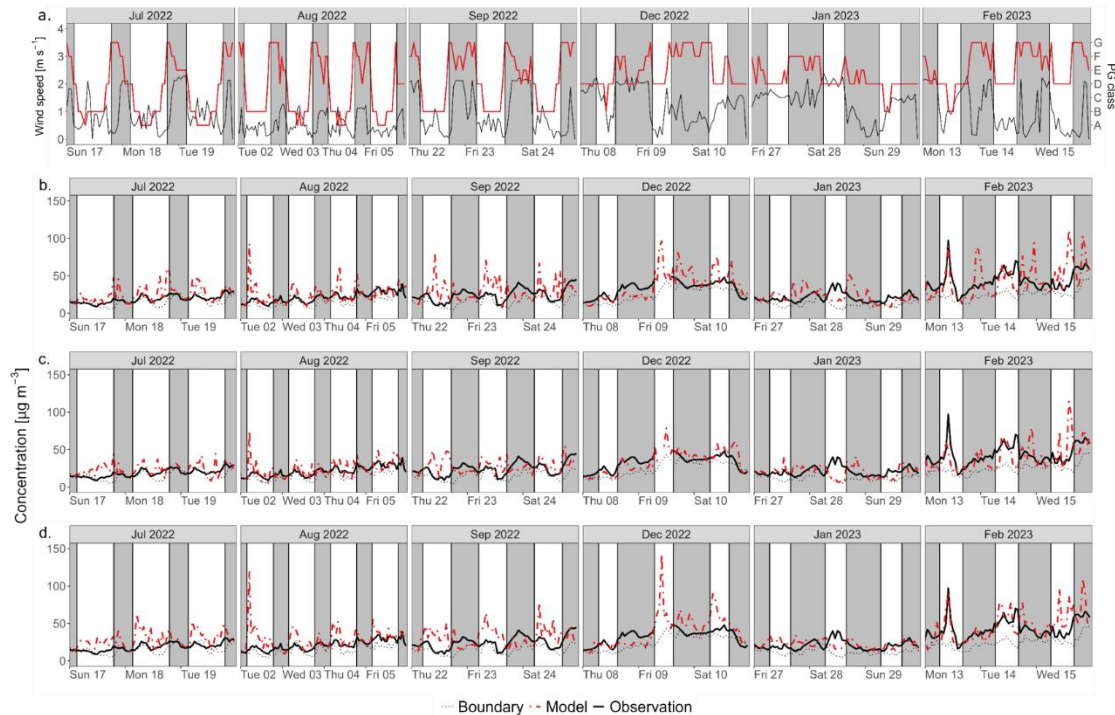 a.
Jul 2022 Aug 2022 Sep 2022 Dec 2022 Jan 2023 Feb 2023
Wind speed [m s⁻¹]
4
3
2
1
0
G
F
E
D
C
B
A
PG class
Sun 17 Mon 18 Tue 19 Tue 02 Wed 03 Thu 04 Fri 05 Thu 22 Fri 23 Sat 24 Thu 08 Fri 09 Sat 10 Fri 27 Sat 28 Sun 29 Mon 13 Tue 14 Wed 15
b.
Jul 2022 Aug 2022 Sep 2022 Dec 2022 Jan 2023 Feb 2023
150
100
50
0
Sun 17 Mon 18 Tue 19 Tue 02 Wed 03 Thu 04 Fri 05 Thu 22 Fri 23 Sat 24 Thu 08 Fri 09 Sat 10 Fri 27 Sat 28 Sun 29 Mon 13 Tue 14 Wed 15
Concentration [µg m⁻³]
c.
Jul 2022 Aug 2022 Sep 2022 Dec 2022 Jan 2023 Feb 2023
150
100
50
0
Sun 17 Mon 18 Tue 19 Tue 02 Wed 03 Thu 04 Fri 05 Thu 22 Fri 23 Sat 24 Thu 08 Fri 09 Sat 10 Fri 27 Sat 28 Sun 29 Mon 13 Tue 14 Wed 15
d.
Jul 2022 Aug 2022 Sep 2022 Dec 2022 Jan 2023 Feb 2023
150
100
50
0
Sun 17 Mon 18 Tue 19 Tue 02 Wed 03 Thu 04 Fri 05 Thu 22 Fri 23 Sat 24 Thu 08 Fri 09 Sat 10 Fri 27 Sat 28 Sun 29 Mon 13 Tue 14 Wed 15
Boundary Model Observation